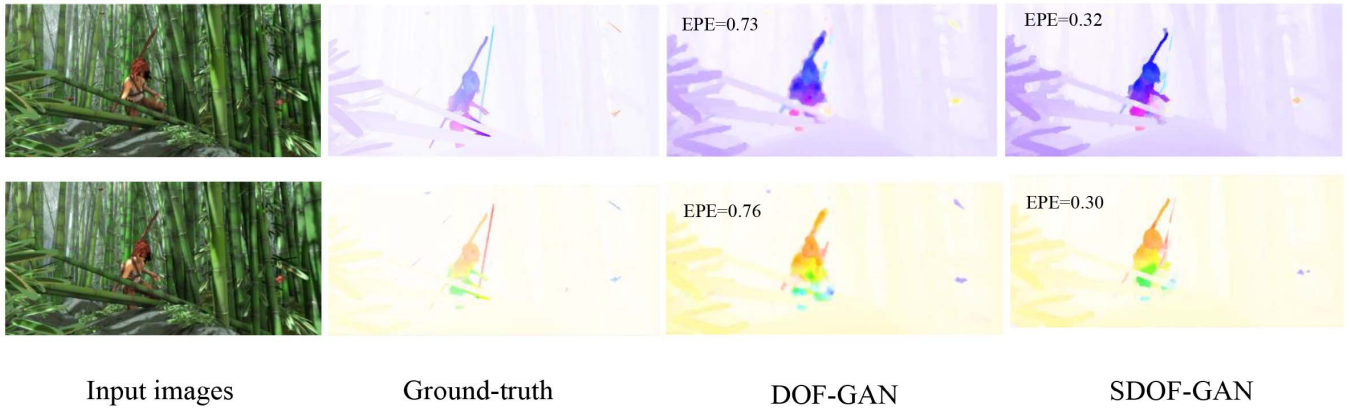 EPE=0.73
EPE=0.32
EPE=0.76
EPE=0.30
Input images
Ground-truth
DOF-GAN
SDOF-GAN